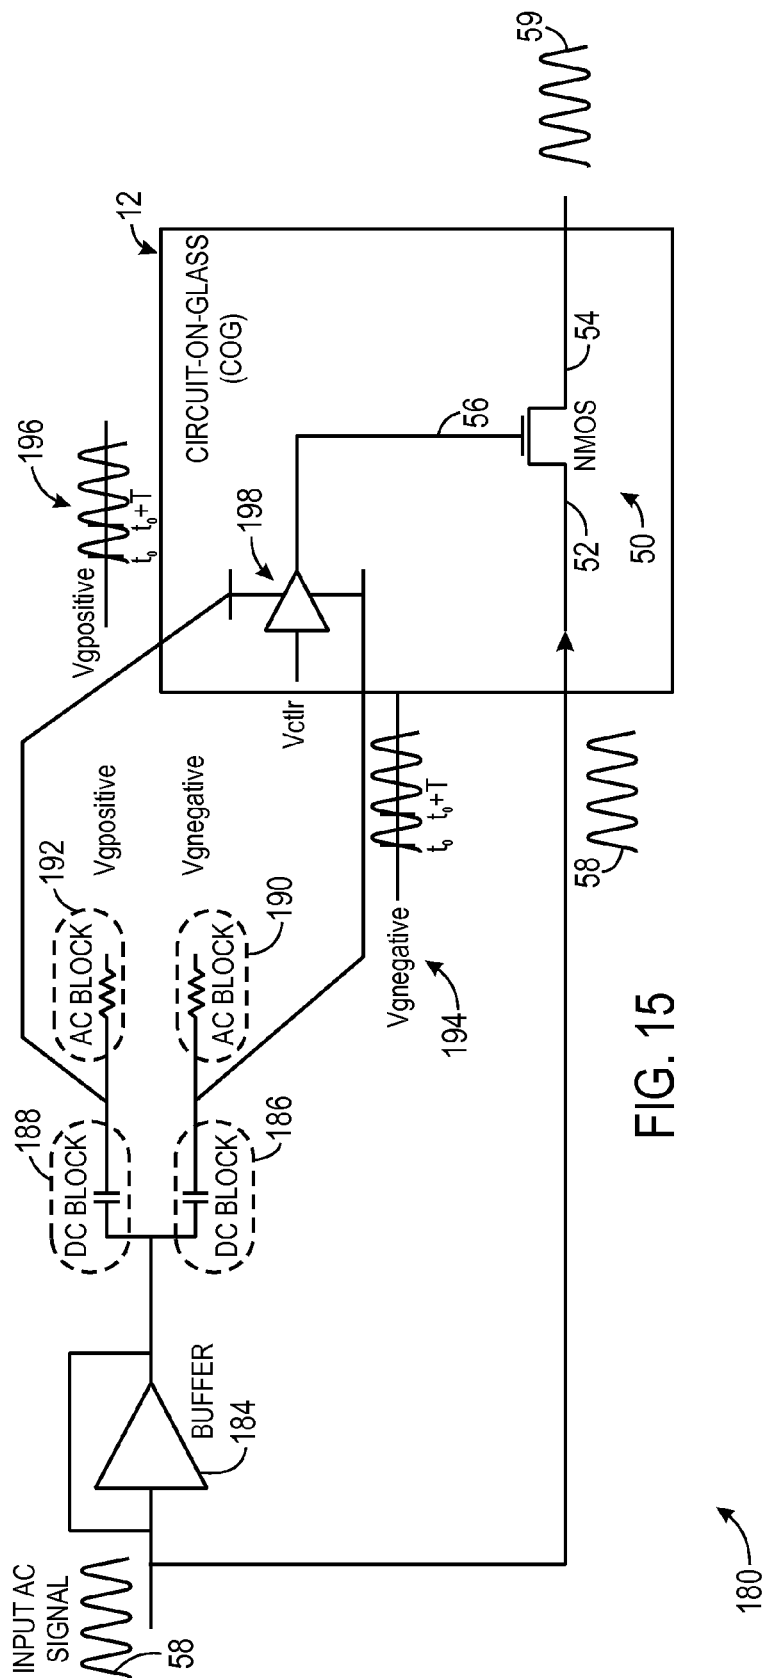 INPUT AC
SIGNAL
58
BUFFER
184
DC BLOCK
188
DC BLOCK
186
AC BLOCK
192
AC BLOCK
190
Vgpositive
Vgnegative
Vgpositive
t₀ t₀+T
196
Vgnegative
t₀ t₀+T
194
Vctlr
198
CIRCUIT-ON-GLASS
(COG)
12
56
NMOS
52
54
50
58
59
180
FIG. 15